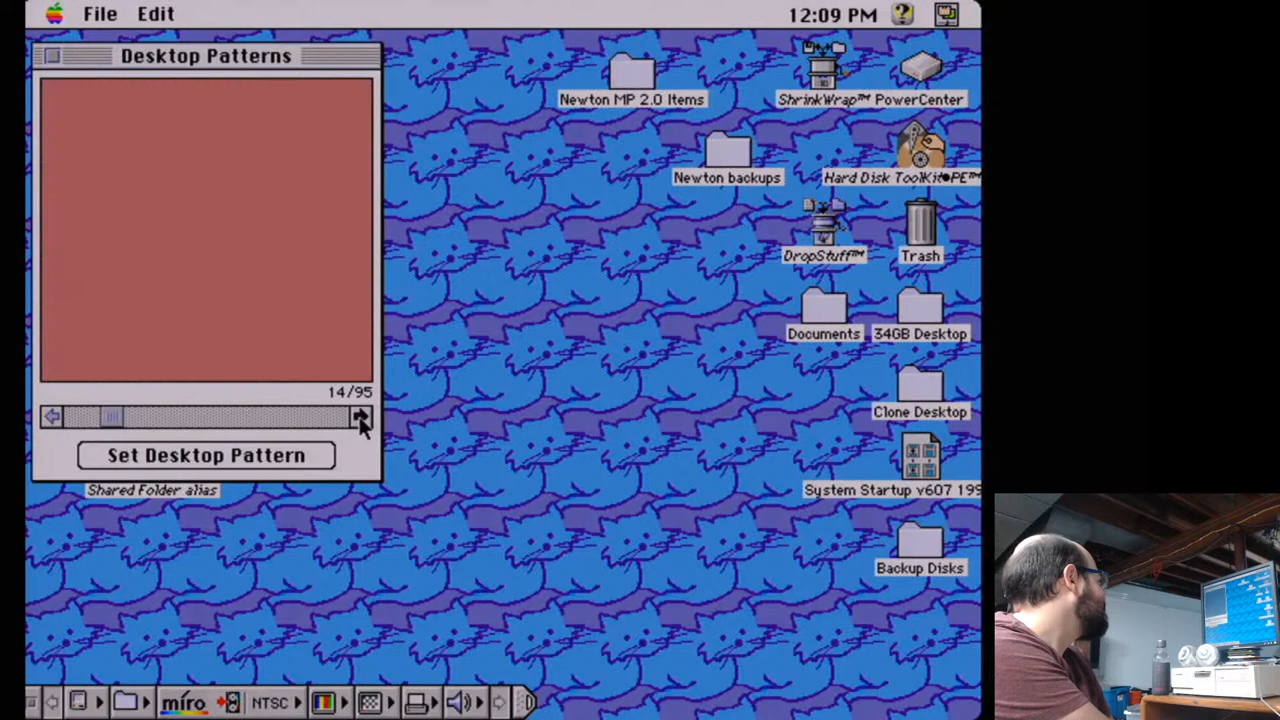 File Edit
12:09 PM
Desktop Patterns
14/95
Set Desktop Pattern
Shared Folder alias
Newton MP 2.0 Items
ShrinkWrap™
PowerCenter
Newton backups
Hard Disk ToolKit•PE™
DropStuff™
Trash
Documents
34GB Desktop
Clone Desktop
System Startup v607 199
Backup Disks
miro
NTSC